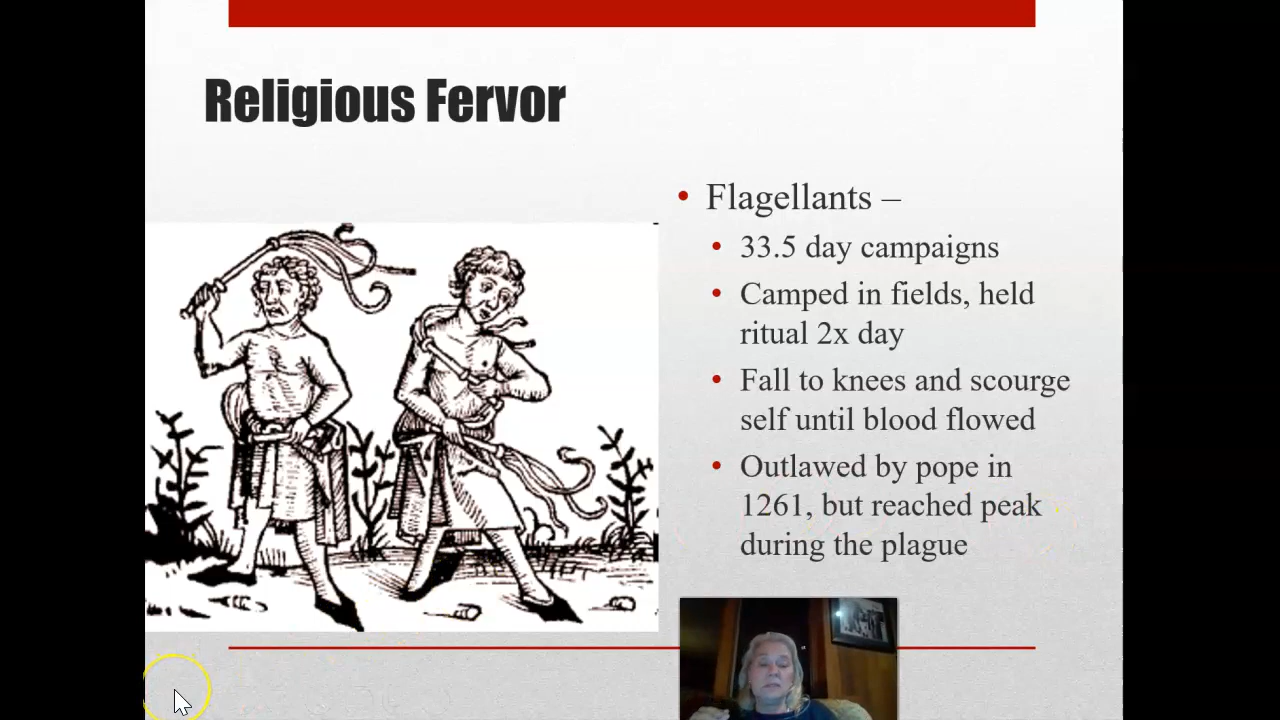 Religious Fervor
• Flagellants –
• 33.5 day campaigns
• Camped in fields, held
ritual 2x day
• Fall to knees and scourge
self until blood flowed
• Outlawed by pope in
1261, but reached peak
during the plague